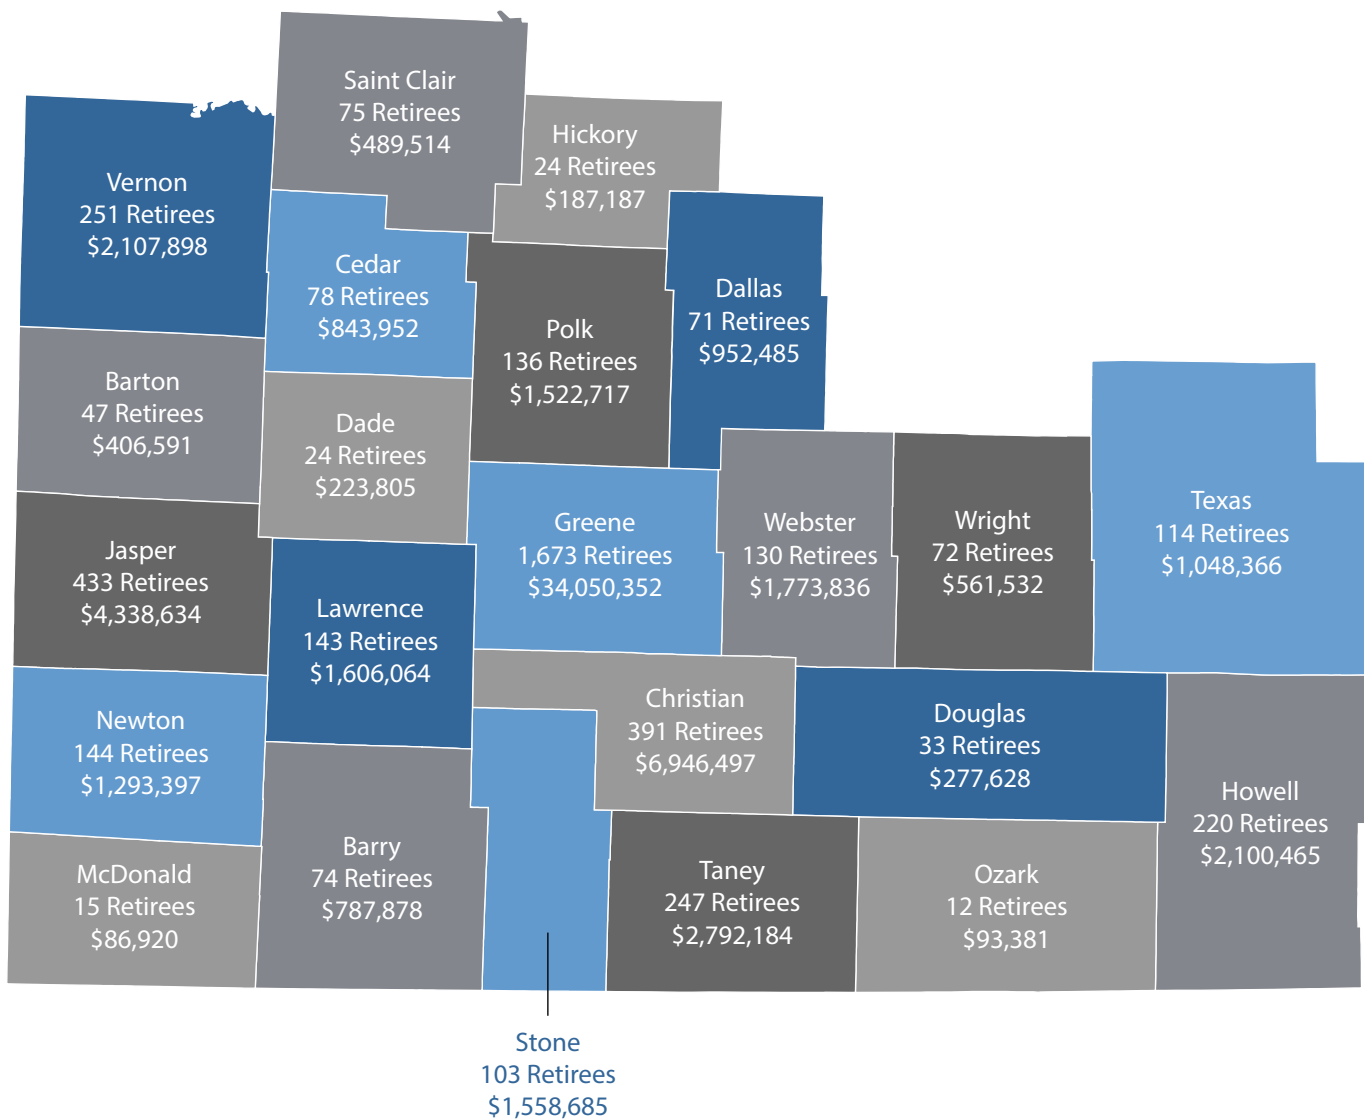 Saint Clair
75 Retirees
$489,514
Hickory
24 Retirees
$187,187
Vernon
251 Retirees
$2,107,898
Cedar
78 Retirees
$843,952
Dallas
71 Retirees
$952,485
Polk
136 Retirees
$1,522,717
Barton
47 Retirees
$406,591
Dade
24 Retirees
$223,805
Texas
114 Retirees
$1,048,366
Greene
1,673 Retirees
$34,050,352
Webster
130 Retirees
$1,773,836
Wright
72 Retirees
$561,532
Jasper
433 Retirees
$4,338,634
Lawrence
143 Retirees
$1,606,064
Christian
391 Retirees
$6,946,497
Douglas
33 Retirees
$277,628
Newton
144 Retirees
$1,293,397
Howell
220 Retirees
$2,100,465
Barry
74 Retirees
$787,878
McDonald
15 Retirees
$86,920
Taney
247 Retirees
$2,792,184
Ozark
12 Retirees
$93,381
Stone
103 Retirees
$1,558,685